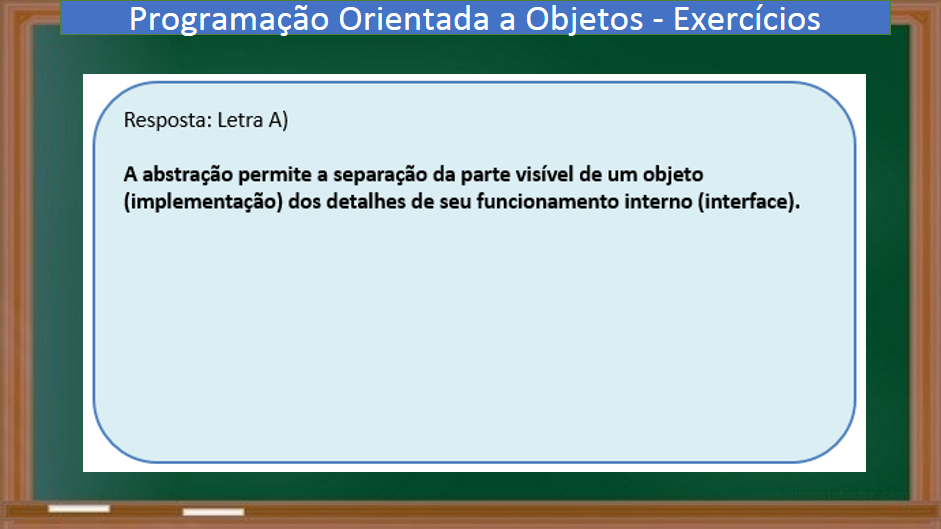 Programação Orientada a Objetos - Exercícios
Resposta: Letra A)
A abstração permite a separação da parte visível de um objeto
(implementação) dos detalhes de seu funcionamento interno (interface).